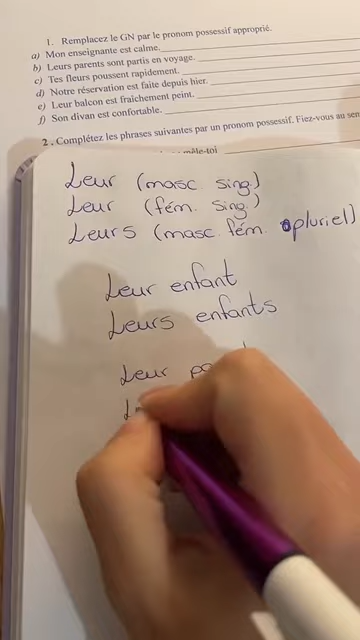 1. Remplacez le GN par le pronom possessif approprié.
a) Mon enseignante est calme.
b) Leurs parents sont partis en voyage.
c) Tes fleurs poussent rapidement.
d) Notre réservation est faite depuis hier.
e) Leur balcon est fraichement peint.
f) Son divan est confortable.
2. Complétez les phrases suivantes par un pronom possessif. Fiez-vous au
Leur (masc. sing.)
Leur (fém. sing.)
Leurs (masc. fém. pluriel)
Leur enfant
Leurs enfants
Leur